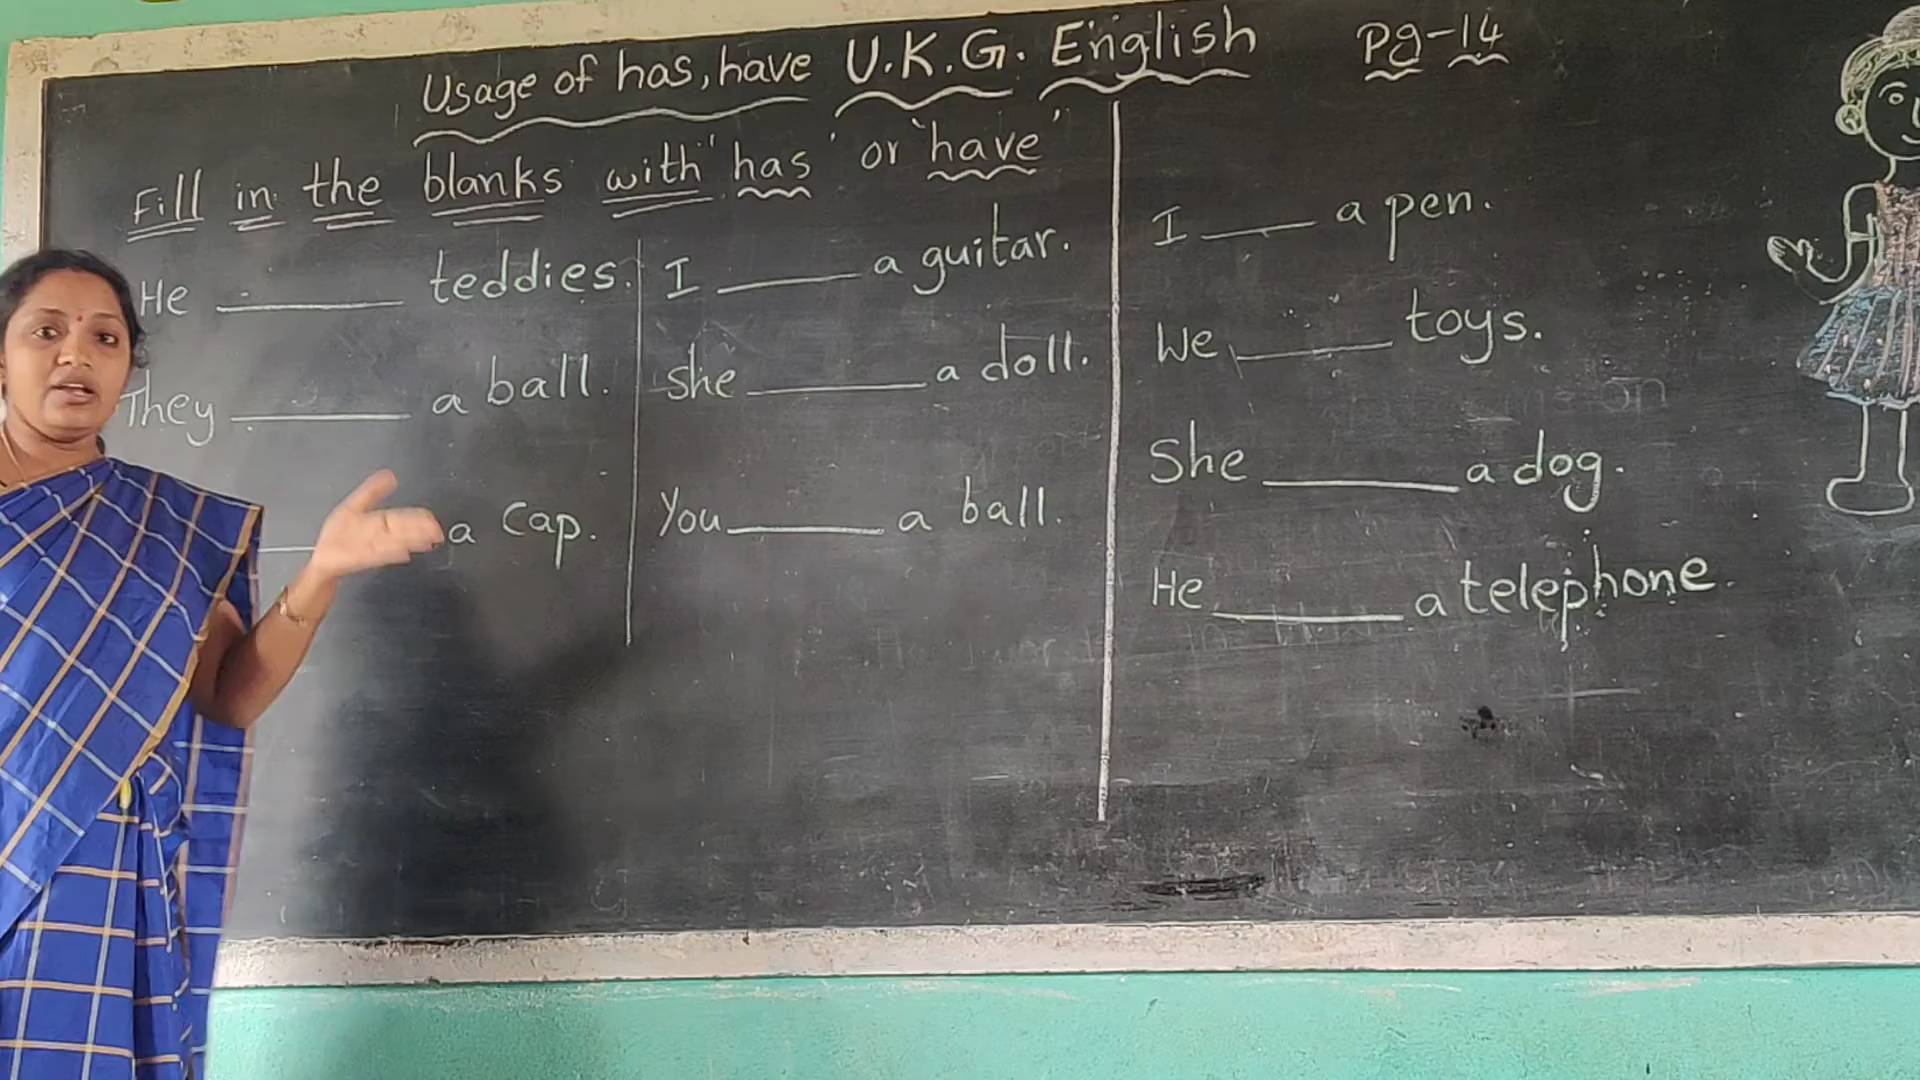 Usage of has, have U.K.G. English Pg-14
Fill in the blanks with "has' or "have"
He ______ teddies.
They ______ a ball.
______ a cap.
I ______ a guitar.
She ______ a doll.
You ______ a ball.
I ______ a pen.
We ______ toys.
She ______ a dog.
He ______ a telephone.